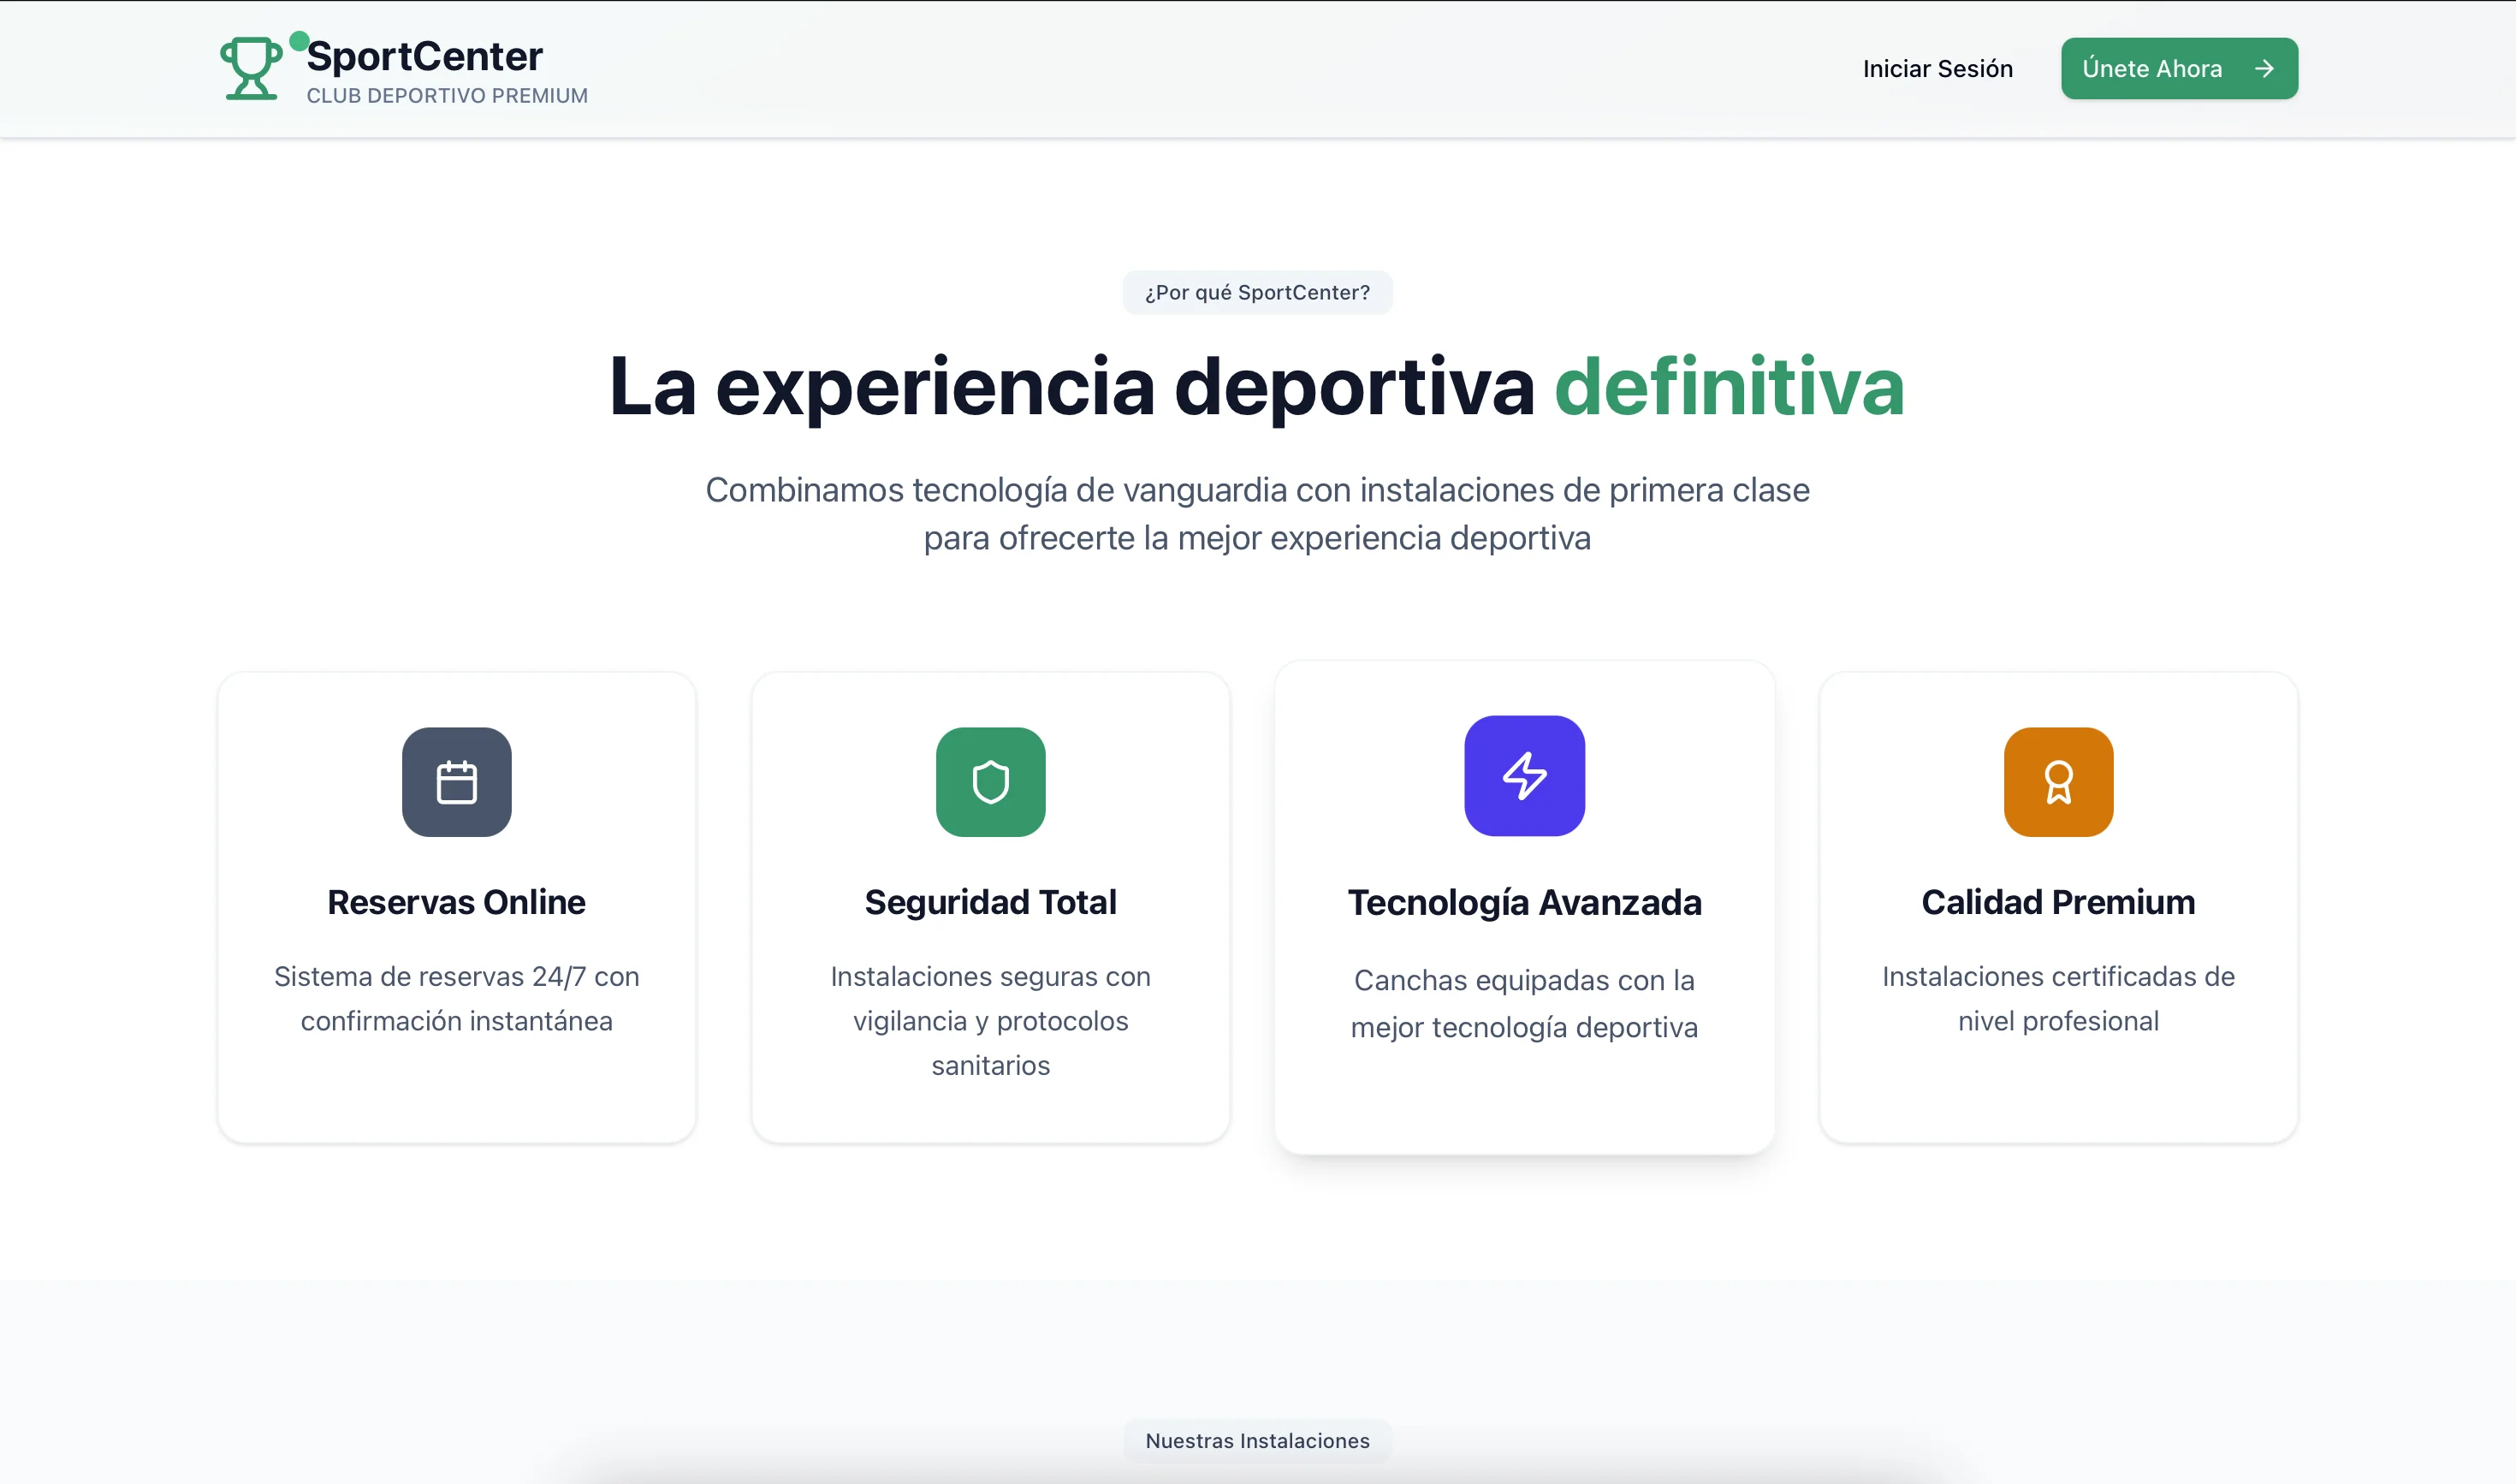 SportCenter
CLUB DEPORTIVO PREMIUM
Iniciar Sesión
Únete Ahora
¿Por qué SportCenter?
La experiencia deportiva definitiva
Combinamos tecnología de vanguardia con instalaciones de primera clase
para ofrecerte la mejor experiencia deportiva
Reservas Online
Sistema de reservas 24/7 con
confirmación instantánea
Seguridad Total
Instalaciones seguras con
vigilancia y protocolos
sanitarios
Tecnología Avanzada
Canchas equipadas con la
mejor tecnología deportiva
Calidad Premium
Instalaciones certificadas de
nivel profesional
Nuestras Instalaciones